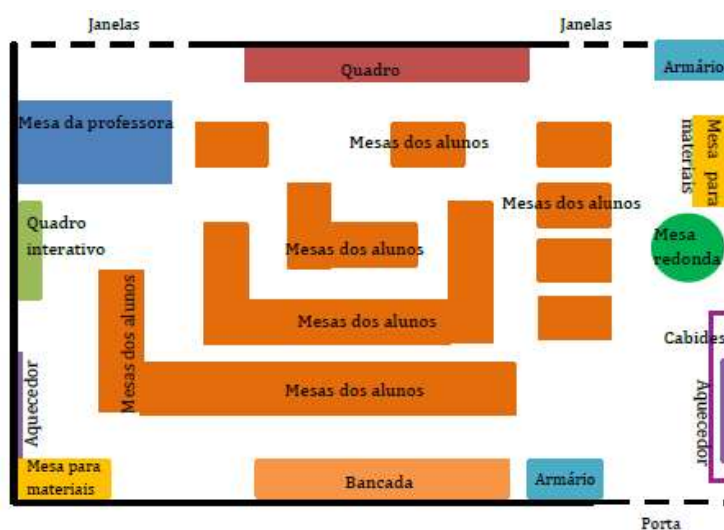 Janelas
Janelas
Quadro
Armário
Mesa da professora
Mesas dos alunos
Mesa para
materiais
Mesas dos alunos
Quadro
interativo
Mesas dos alunos
Mesa
redonda
Mesas dos alunos
Mesas dos alunos
Cabides
Aquecedor
Mesas dos alunos
Aquecedor
Mesa para
materiais
Bancada
Armário
Porta